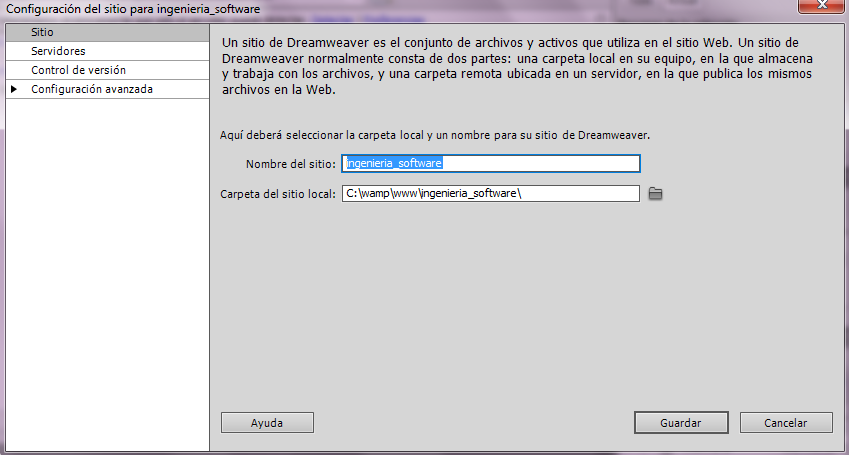 Configuración del sitio para ingenieria_software
Sitio
Servidores
Control de versión
Configuración avanzada
Un sitio de Dreamweaver es el conjunto de archivos y activos que utiliza en el sitio Web. Un sitio de
Dreamweaver normalmente consta de dos partes: una carpeta local en su equipo, en la que almacena
y trabaja con los archivos, y una carpeta remota ubicada en un servidor, en la que publica los mismos
archivos en la Web.
Aquí deberá seleccionar la carpeta local y un nombre para su sitio de Dreamweaver.
Nombre del sitio: ingenieria_software
Carpeta del sitio local: C:\wamp\www\ingenieria_software\
Ayuda Guardar Cancelar